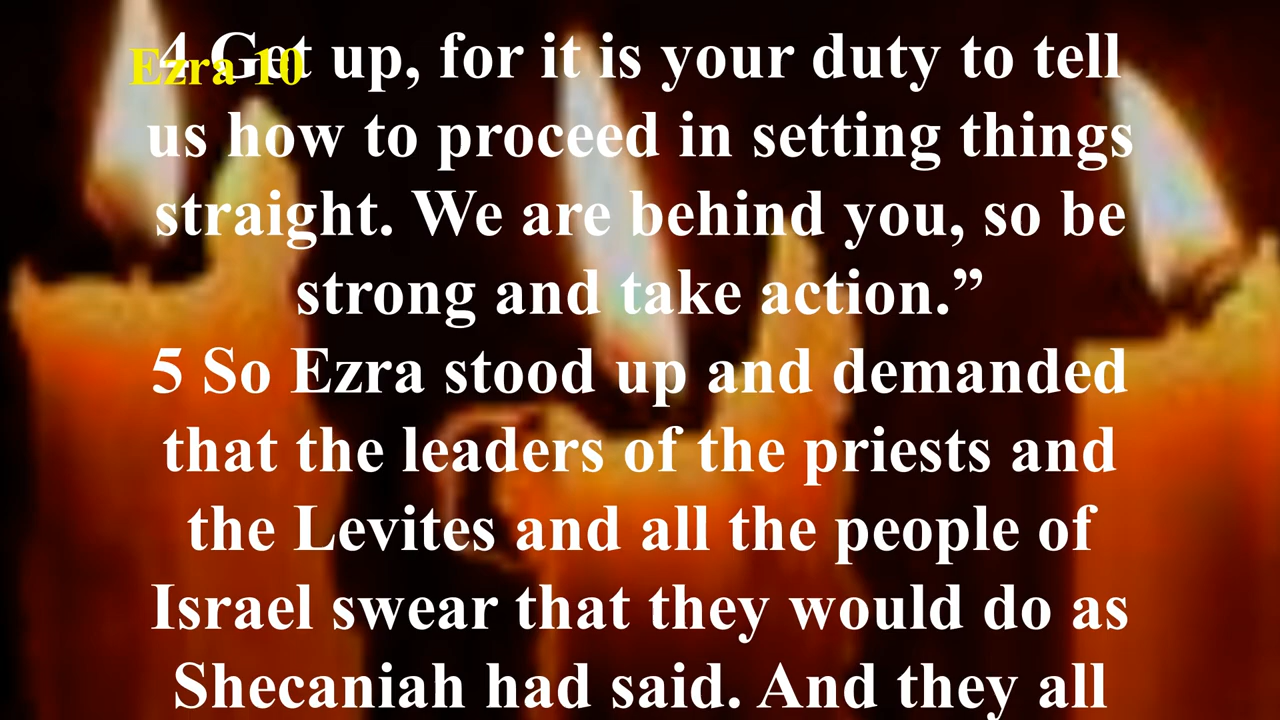 Ezra 10
4 Get up, for it is your duty to tell
us how to proceed in setting things
straight. We are behind you, so be
strong and take action.”
5 So Ezra stood up and demanded
that the leaders of the priests and
the Levites and all the people of
Israel swear that they would do as
Shecaniah had said. And they all